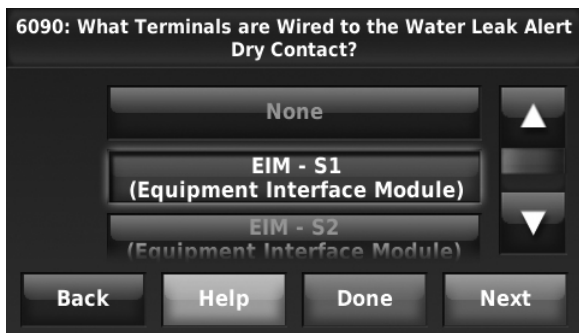 6090: What Terminals are Wired to the Water Leak Alert
Dry Contact?
None
EIM - S1
(Equipment Interface Module)
EIM - S2
(Equipment Interface Module)
Back
Help
Done
Next